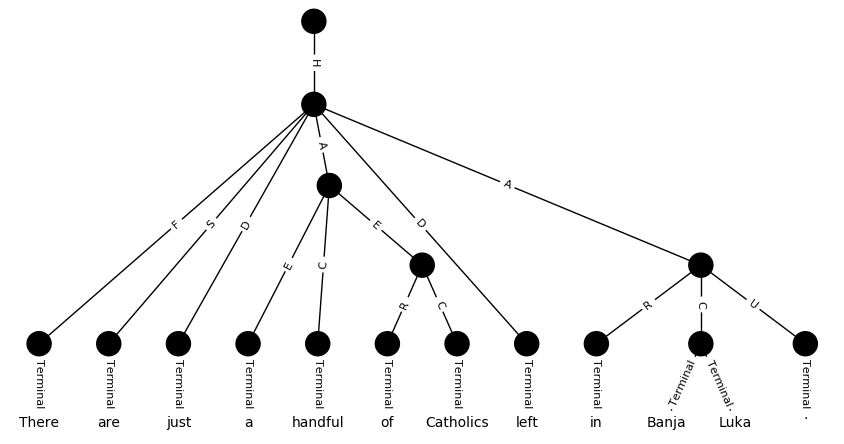 H
A
A
F
S
D
D
E
E
C
R
C
R
C
U
Terminal Terminal Terminal Terminal Terminal Terminal Terminal Terminal Terminal Terminal Terminal Terminal
There are just a handful of Catholics left in Banja Luka .